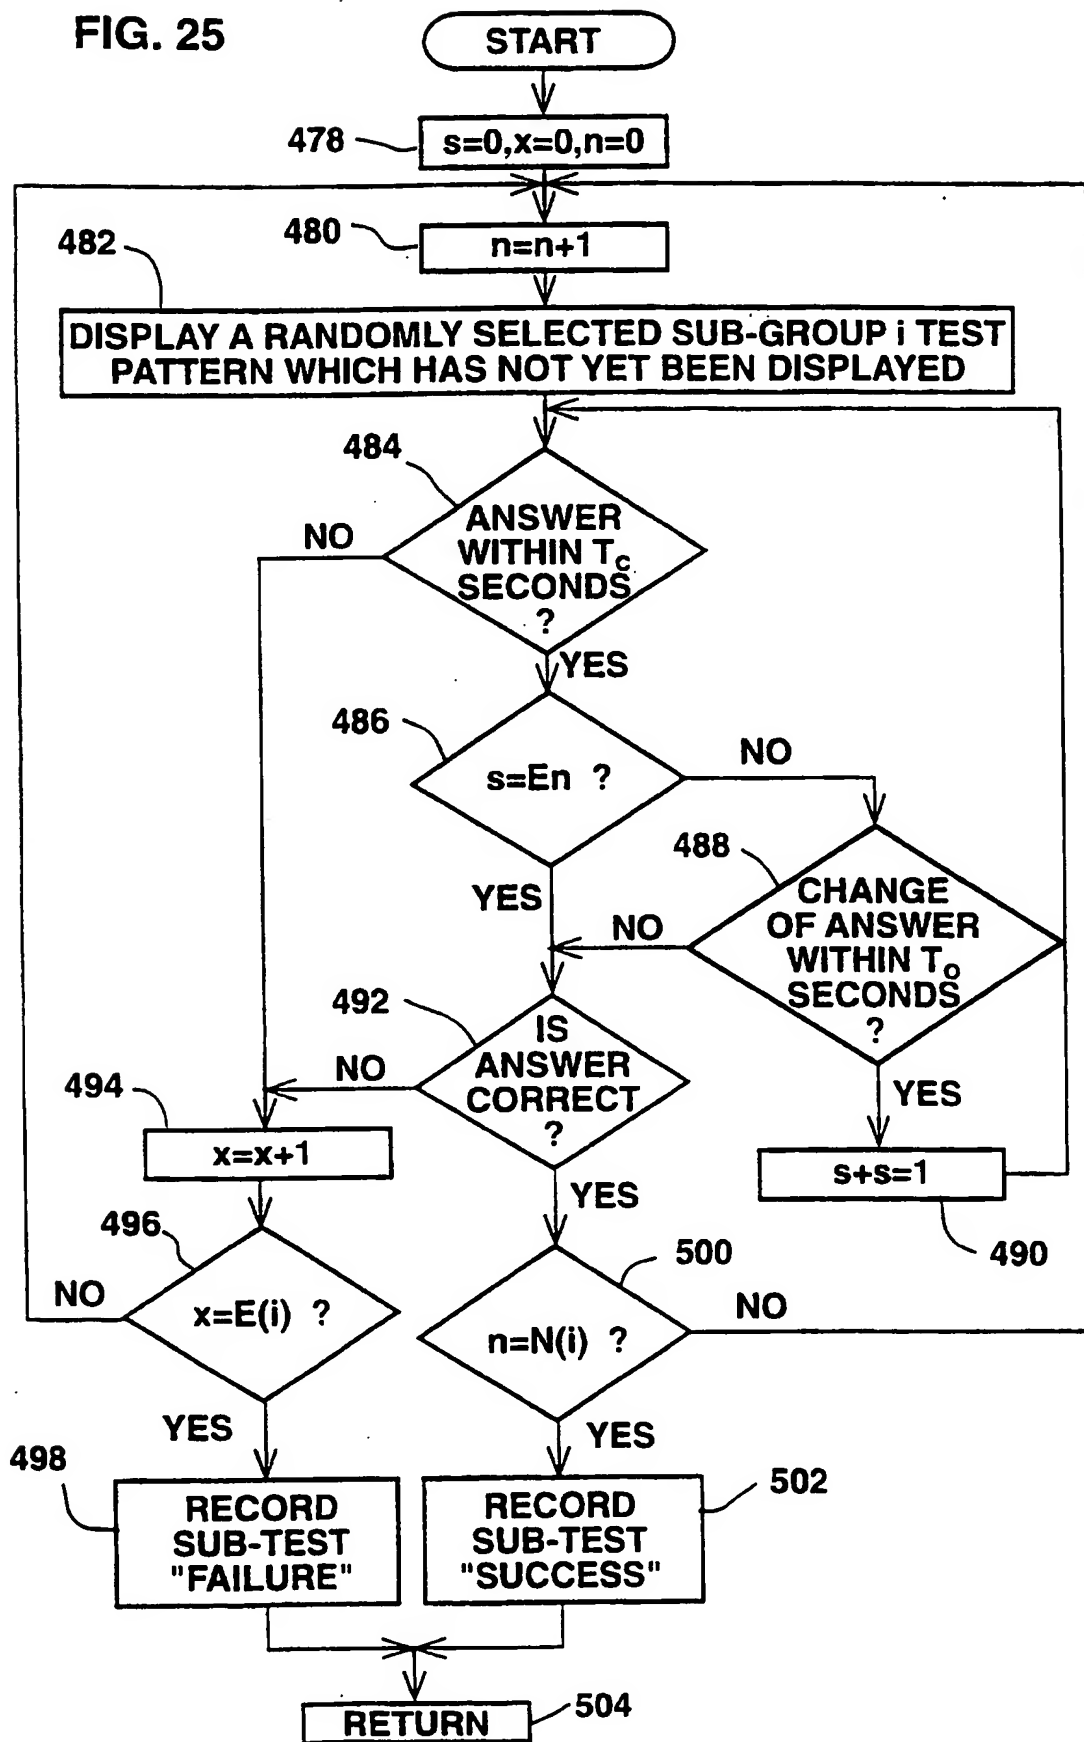 FIG. 25
START
478
s=0,x=0,n=0
480
n=n+1
482
DISPLAY A RANDOMLY SELECTED SUB-GROUP i TEST
PATTERN WHICH HAS NOT YET BEEN DISPLAYED
484
NO
ANSWER
WITHIN Tc
SECONDS
?
YES
486
s=En ?
NO
YES
488
CHANGE
OF ANSWER
WITHIN To
SECONDS
?
NO
YES
s+s=1
490
492
IS
ANSWER
CORRECT
?
NO
YES
494
x=x+1
496
x=E(i) ?
NO
YES
500
n=N(i) ?
NO
YES
498
RECORD
SUB-TEST
"FAILURE"
502
RECORD
SUB-TEST
"SUCCESS"
RETURN
504